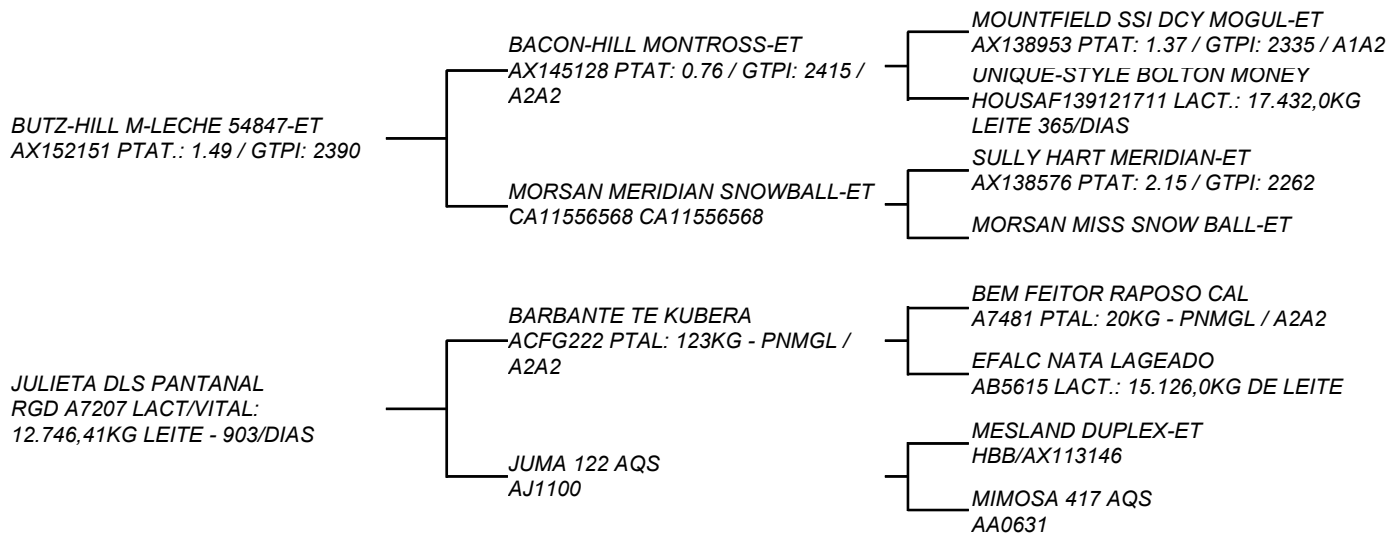 BUTZ-HILL M-LECHE 54847-ET
AX152151 PTAT.: 1.49 / GTPI: 2390
BACON-HILL MONTROSS-ET
AX145128 PTAT: 0.76 / GTPI: 2415 /
A2A2
MOUNTFIELD SSI DCY MOGUL-ET
AX138953 PTAT: 1.37 / GTPI: 2335 / A1A2
UNIQUE-STYLE BOLTON MONEY
HOUSAF139121711 LACT.: 17.432,0KG
LEITE 365/DIAS
MORSAN MERIDIAN SNOWBALL-ET
CA11556568 CA11556568
SULLY HART MERIDIAN-ET
AX138576 PTAT: 2.15 / GTPI: 2262
MORSAN MISS SNOW BALL-ET
JULIETA DLS PANTANAL
RGD A7207 LACT/VITAL:
12.746,41KG LEITE - 903/DIAS
BARBANTE TE KUBERA
ACFG222 PTAL: 123KG - PNMGL /
A2A2
BEM FEITOR RAPOSO CAL
A7481 PTAL: 20KG - PNMGL / A2A2
EFALC NATA LAGEADO
AB5615 LACT.: 15.126,0KG DE LEITE
JUMA 122 AQS
AJ1100
MESLAND DUPLEX-ET
HBB/AX113146
MIMOSA 417 AQS
AA0631